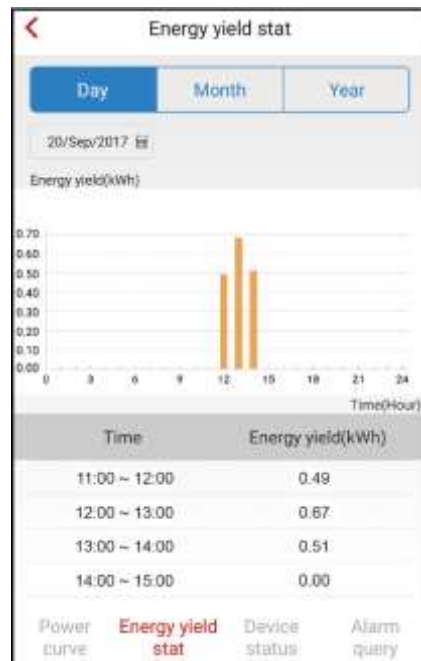 Energy yield stat
Day Month Year
20/Sep/2017
Energy yield(kWh)
0.70
0.60
0.50
0.40
0.30
0.20
0.10
0.00
0 3 6 9 12 15 18 21 24
Time(Hour)
Time Energy yield(kWh)
11:00 ~ 12:00 0.49
12:00 ~ 13:00 0.67
13:00 ~ 14:00 0.51
14:00 ~ 15:00 0.00
Power Energy yield Device Alarm
curve stat status query